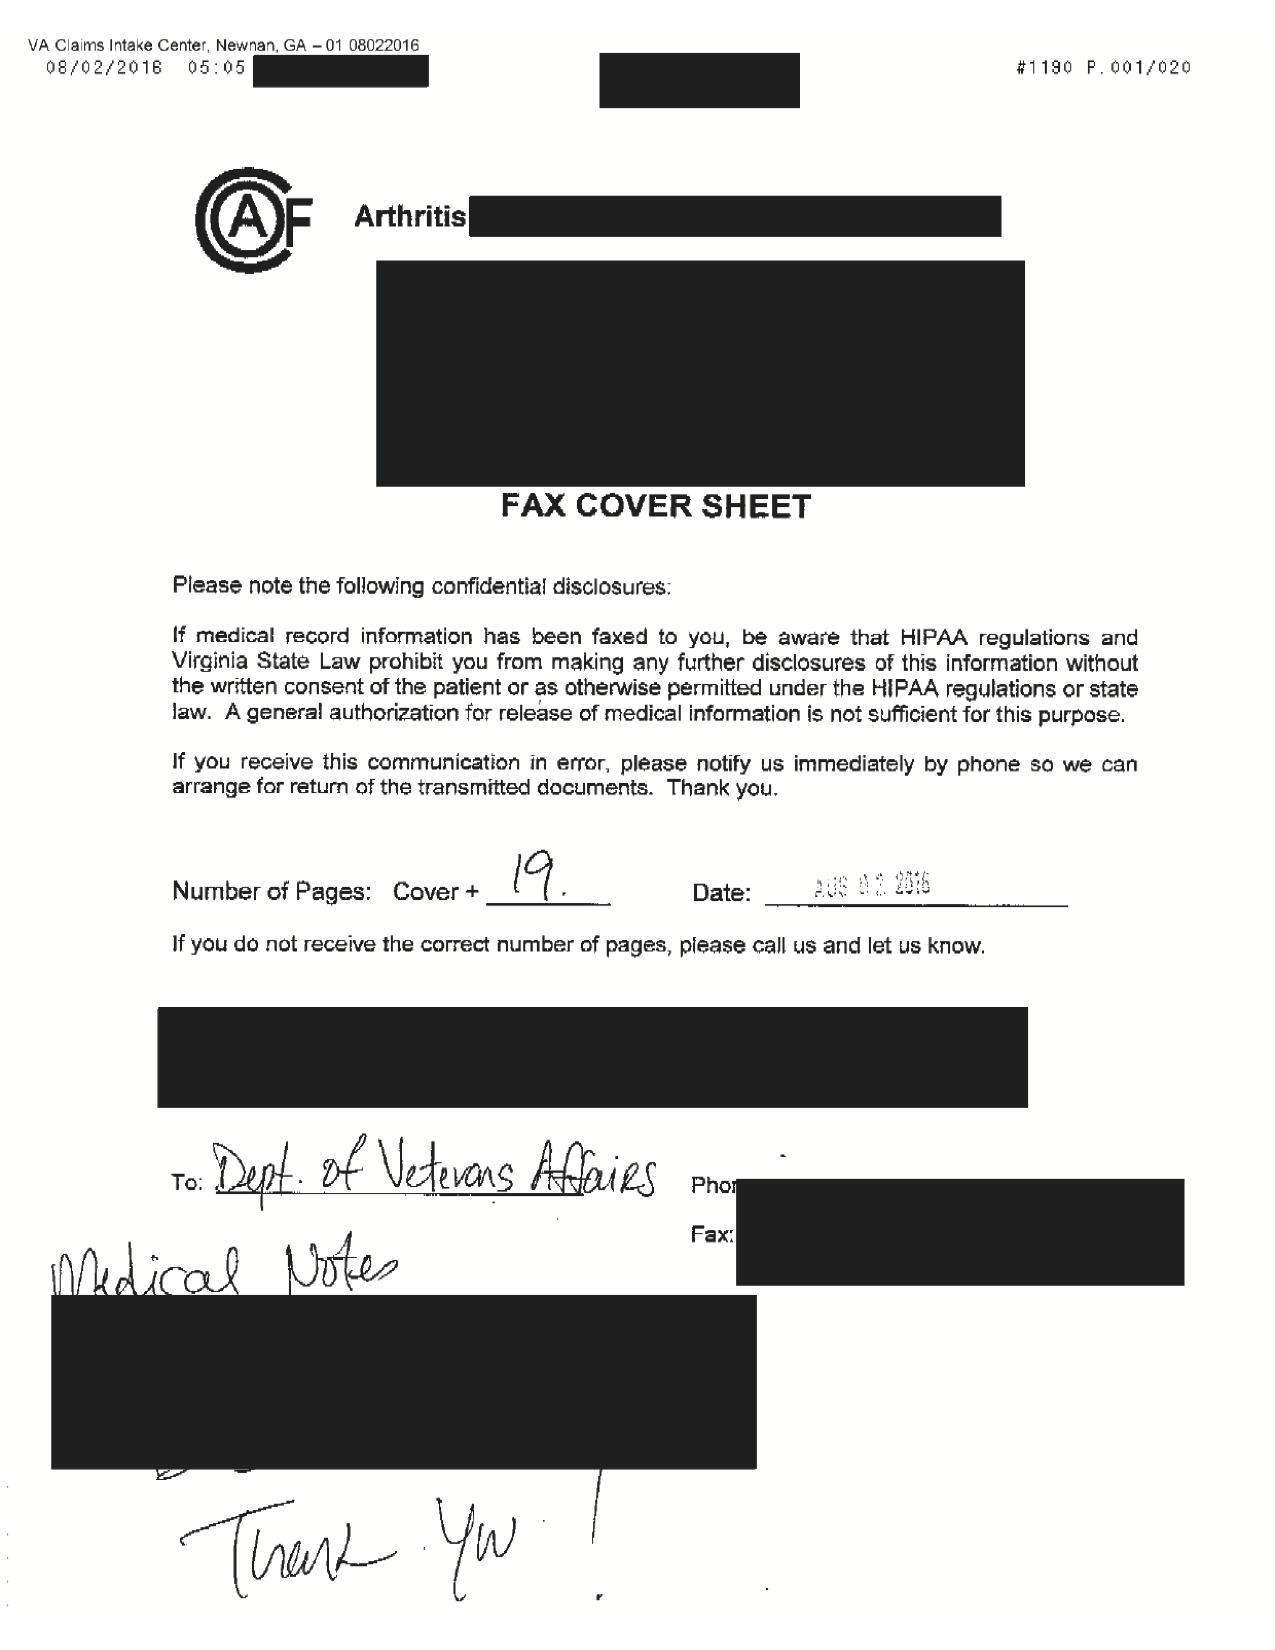 VA Claims Intake Center, Newnan, GA – 01 08022016
08/02/2016 05:05
#1190 P.001/020
CAF
Arthritis
FAX COVER SHEET
Please note the following confidential disclosures:
If medical record information has been faxed to you, be aware that HIPAA regulations and
Virginia State Law prohibit you from making any further disclosures of this information without
the written consent of the patient or as otherwise permitted under the HIPAA regulations or state
law. A general authorization for release of medical information is not sufficient for this purpose.
If you receive this communication in error, please notify us immediately by phone so we can
arrange for return of the transmitted documents. Thank you.
Number of Pages: Cover + 19. Date: AUG 02 2016
If you do not receive the correct number of pages, please call us and let us know.
To: Dept. of Veterans Affairs
Fax:
Medical Notes
Thank You !